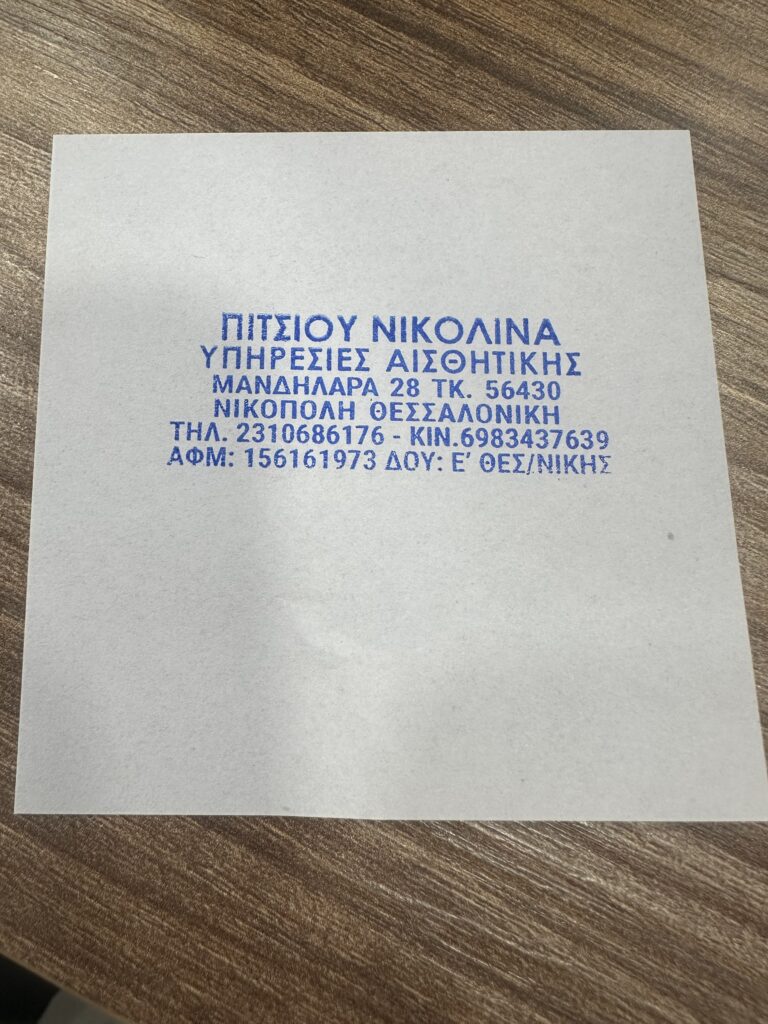 ΠΙΤΣΙΟΥ ΝΙΚΟΛΙΝΑ
ΥΠΗΡΕΣΙΕΣ ΑΙΣΘΗΤΙΚΗΣ
ΜΑΝΔΗΛΑΡΑ 28 ΤΚ. 56430
ΝΙΚΟΠΟΛΗ ΘΕΣΣΑΛΟΝΙΚΗ
ΤΗΛ. 2310686176 - ΚΙΝ.6983437639
ΑΦΜ: 156161973 ΔΟΥ: Ε' ΘΕΣ/ΝΙΚΗΣ